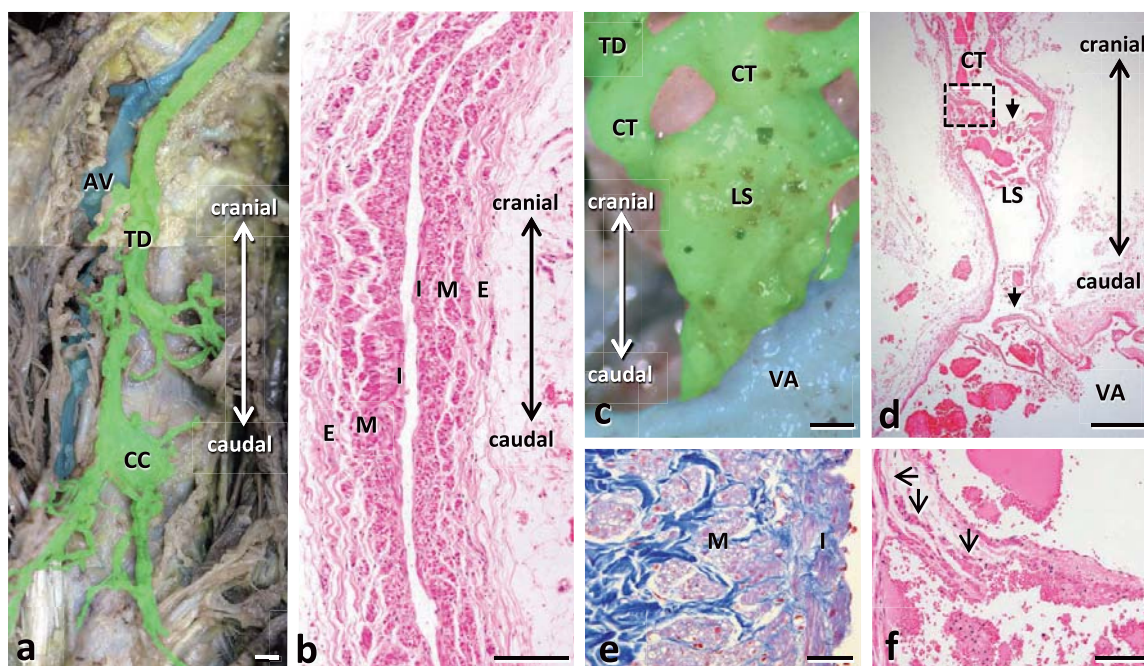 AV
TD
cranial
caudal
CC
a
cranial
I M E
I
E M
caudal
b
TD
CT
CT
LS
cranial
caudal
VA
c
CT
cranial
LS
caudal
VA
d
M I
e
f